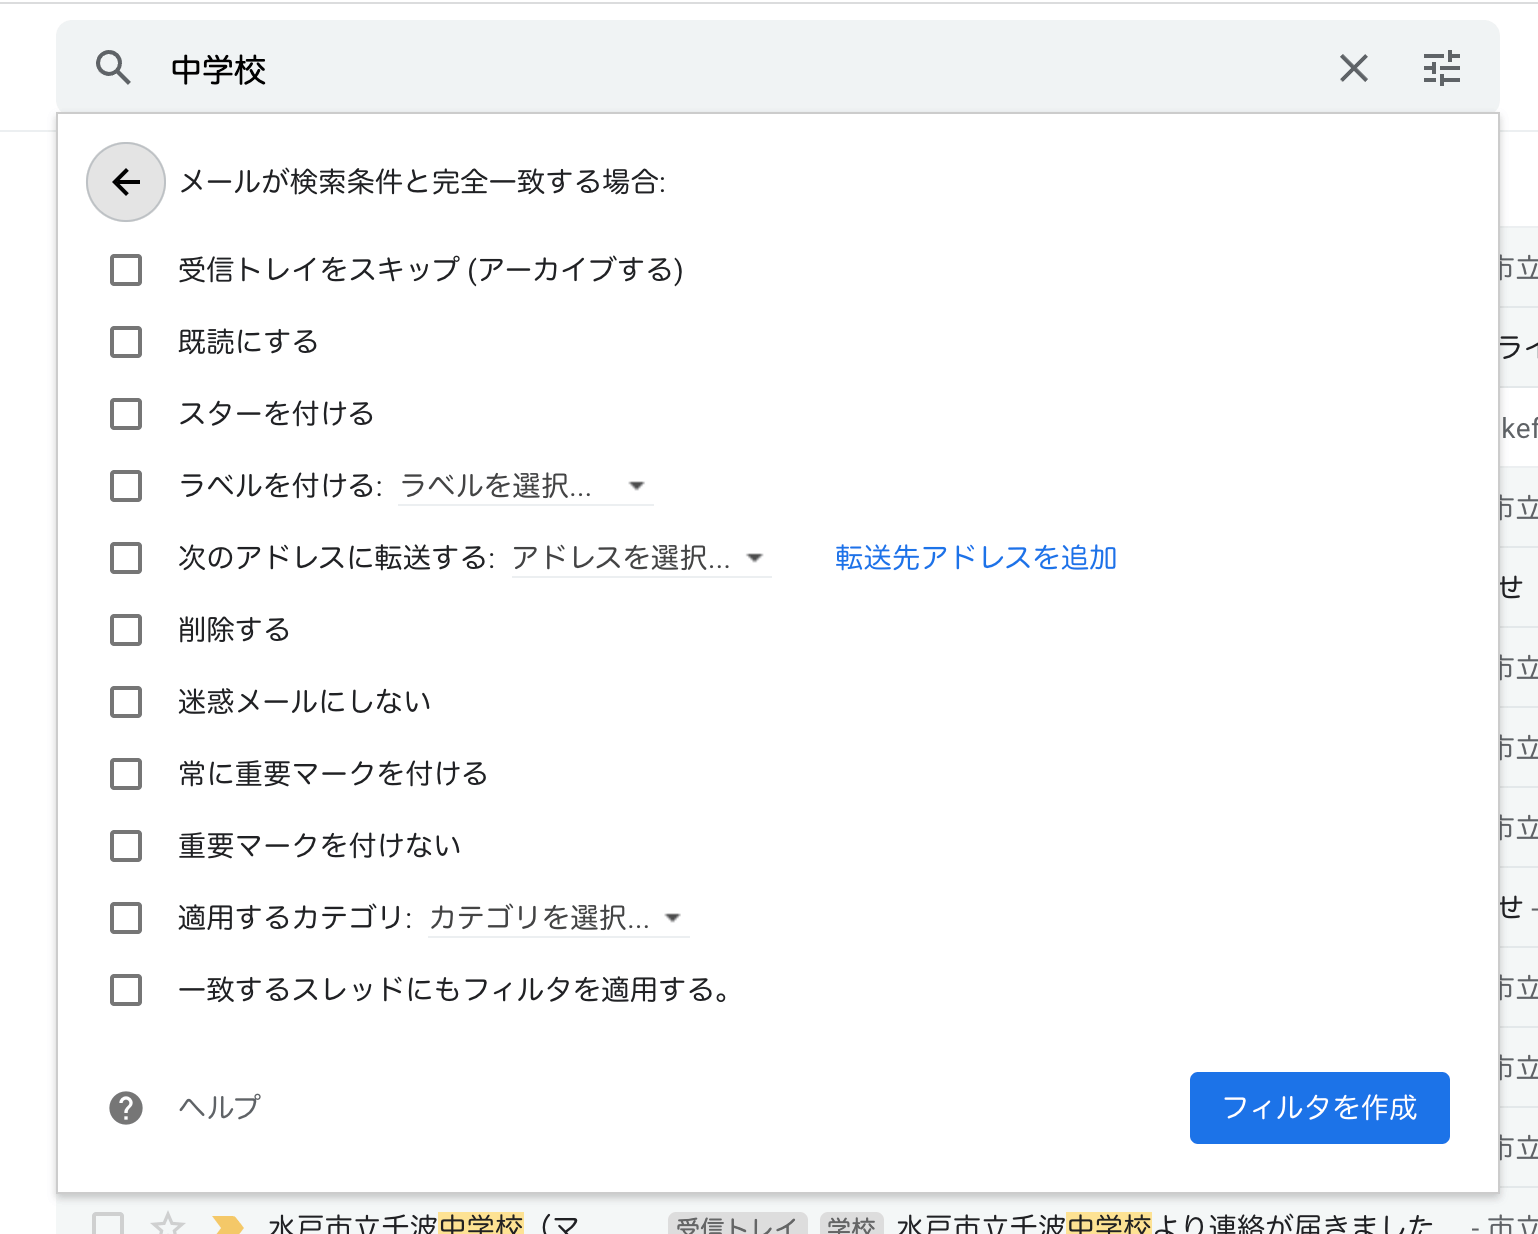 中学校
メールが検索条件と完全一致する場合:
受信トレイをスキップ (アーカイブする)
市立
既読にする
ライ
スターを付ける
kef
ラベルを付ける: ラベルを選択...
市立
次のアドレスに転送する: アドレスを選択... 転送先アドレスを追加
せ
削除する
市立
迷惑メールにしない
市立
常に重要マークを付ける
市立
重要マークを付けない
せ -
適用するカテゴリ: カテゴリを選択...
市立
一致するスレッドにもフィルタを適用する。
市立
ヘルプ
フィルタを作成
市立
水戸市立千波中学校（マ 受信トレイ 学校 水戸市立千波中学校より連絡が届きました - 市立